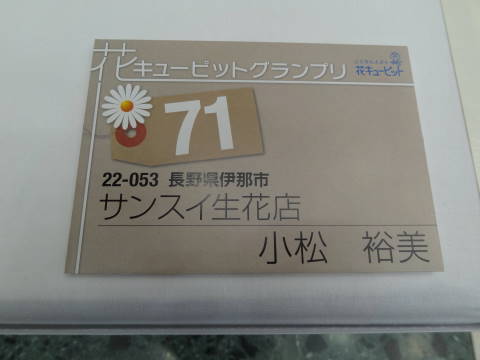 花キューピットグランプリ
花キューピット
71
22-053 長野県伊那市
サンスイ生花店
小松 裕美